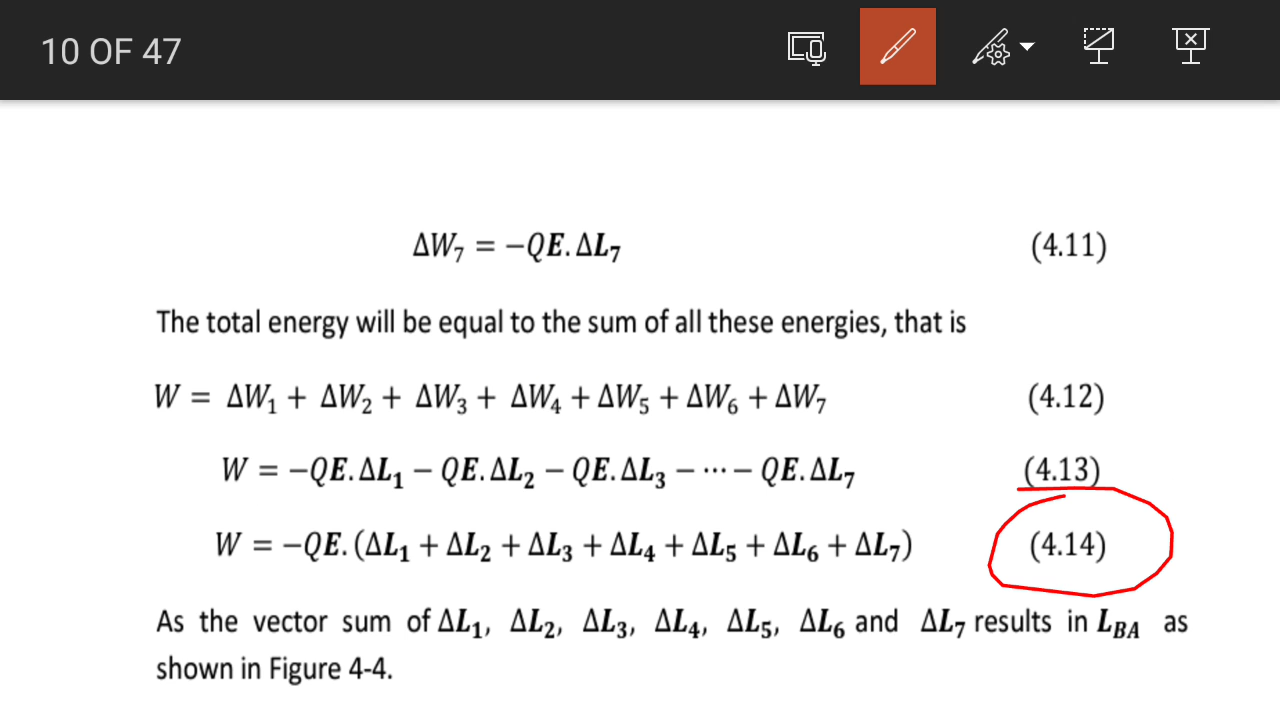 10 OF 47
ΔW₇ = −QE.ΔL₇ (4.11)
The total energy will be equal to the sum of all these energies, that is
W = ΔW₁ + ΔW₂ + ΔW₃ + ΔW₄ + ΔW₅ + ΔW₆ + ΔW₇ (4.12)
W = −QE.ΔL₁ − QE.ΔL₂ − QE.ΔL₃ − ⋯ − QE.ΔL₇ (4.13)
W = −QE.(ΔL₁ + ΔL₂ + ΔL₃ + ΔL₄ + ΔL₅ + ΔL₆ + ΔL₇) (4.14)
As the vector sum of ΔL₁, ΔL₂, ΔL₃, ΔL₄, ΔL₅, ΔL₆ and ΔL₇ results in L_BA as
shown in Figure 4-4.